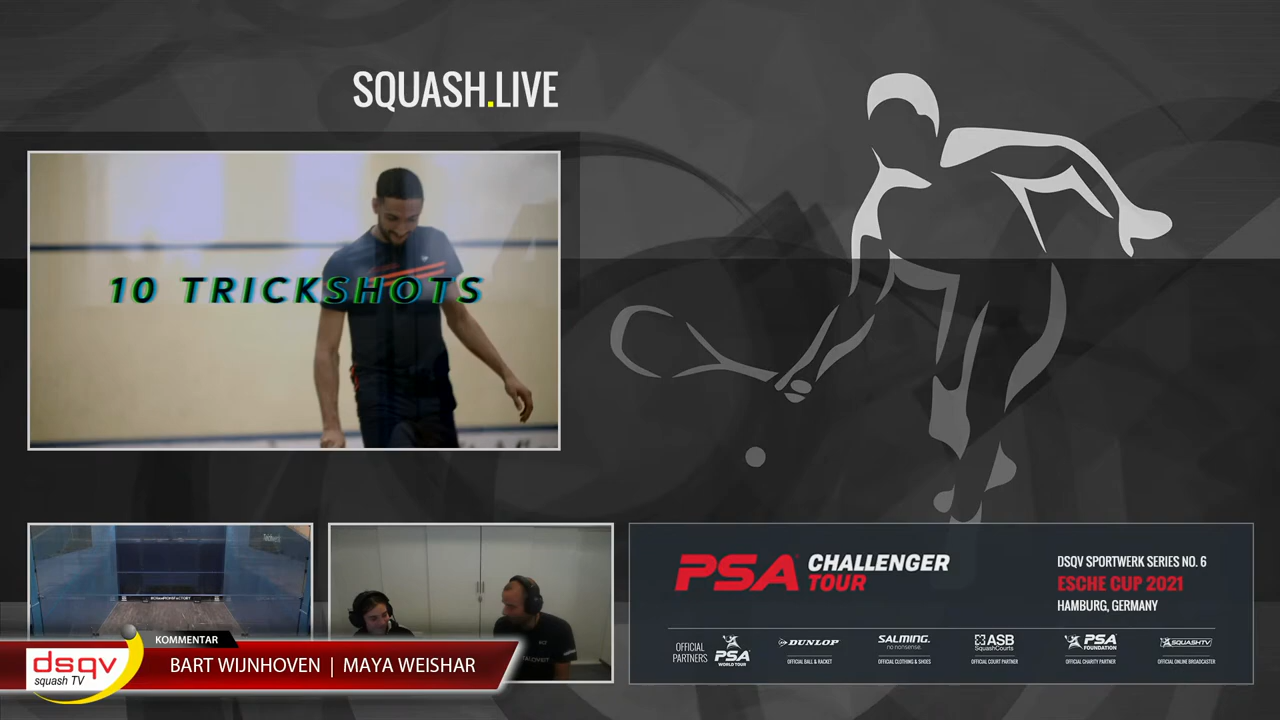 SQUASH.LIVE
10 TRICKSHOTS
#CHAMPIONSFACTORY
KOMMENTAR
BART WIJNHOVEN | MAYA WEISHAR
dsqv
squash TV
PSA CHALLENGER
TOUR
DSQV SPORTWERK SERIES NO. 6
ESCHE CUP 2021
HAMBURG, GERMANY
OFFICIAL
PARTNERS
PSA
WORLD TOUR
DUNLOP
OFFICIAL BALL & RACKET
SALMING.
no nonsense.
OFFICIAL CLOTHING & SHOES
ASB
SquashCourts
OFFICIAL COURT PARTNER
PSA
FOUNDATION
OFFICIAL CHARITY PARTNER
SQUASHTV
OFFICIAL ONLINE BROADCASTER